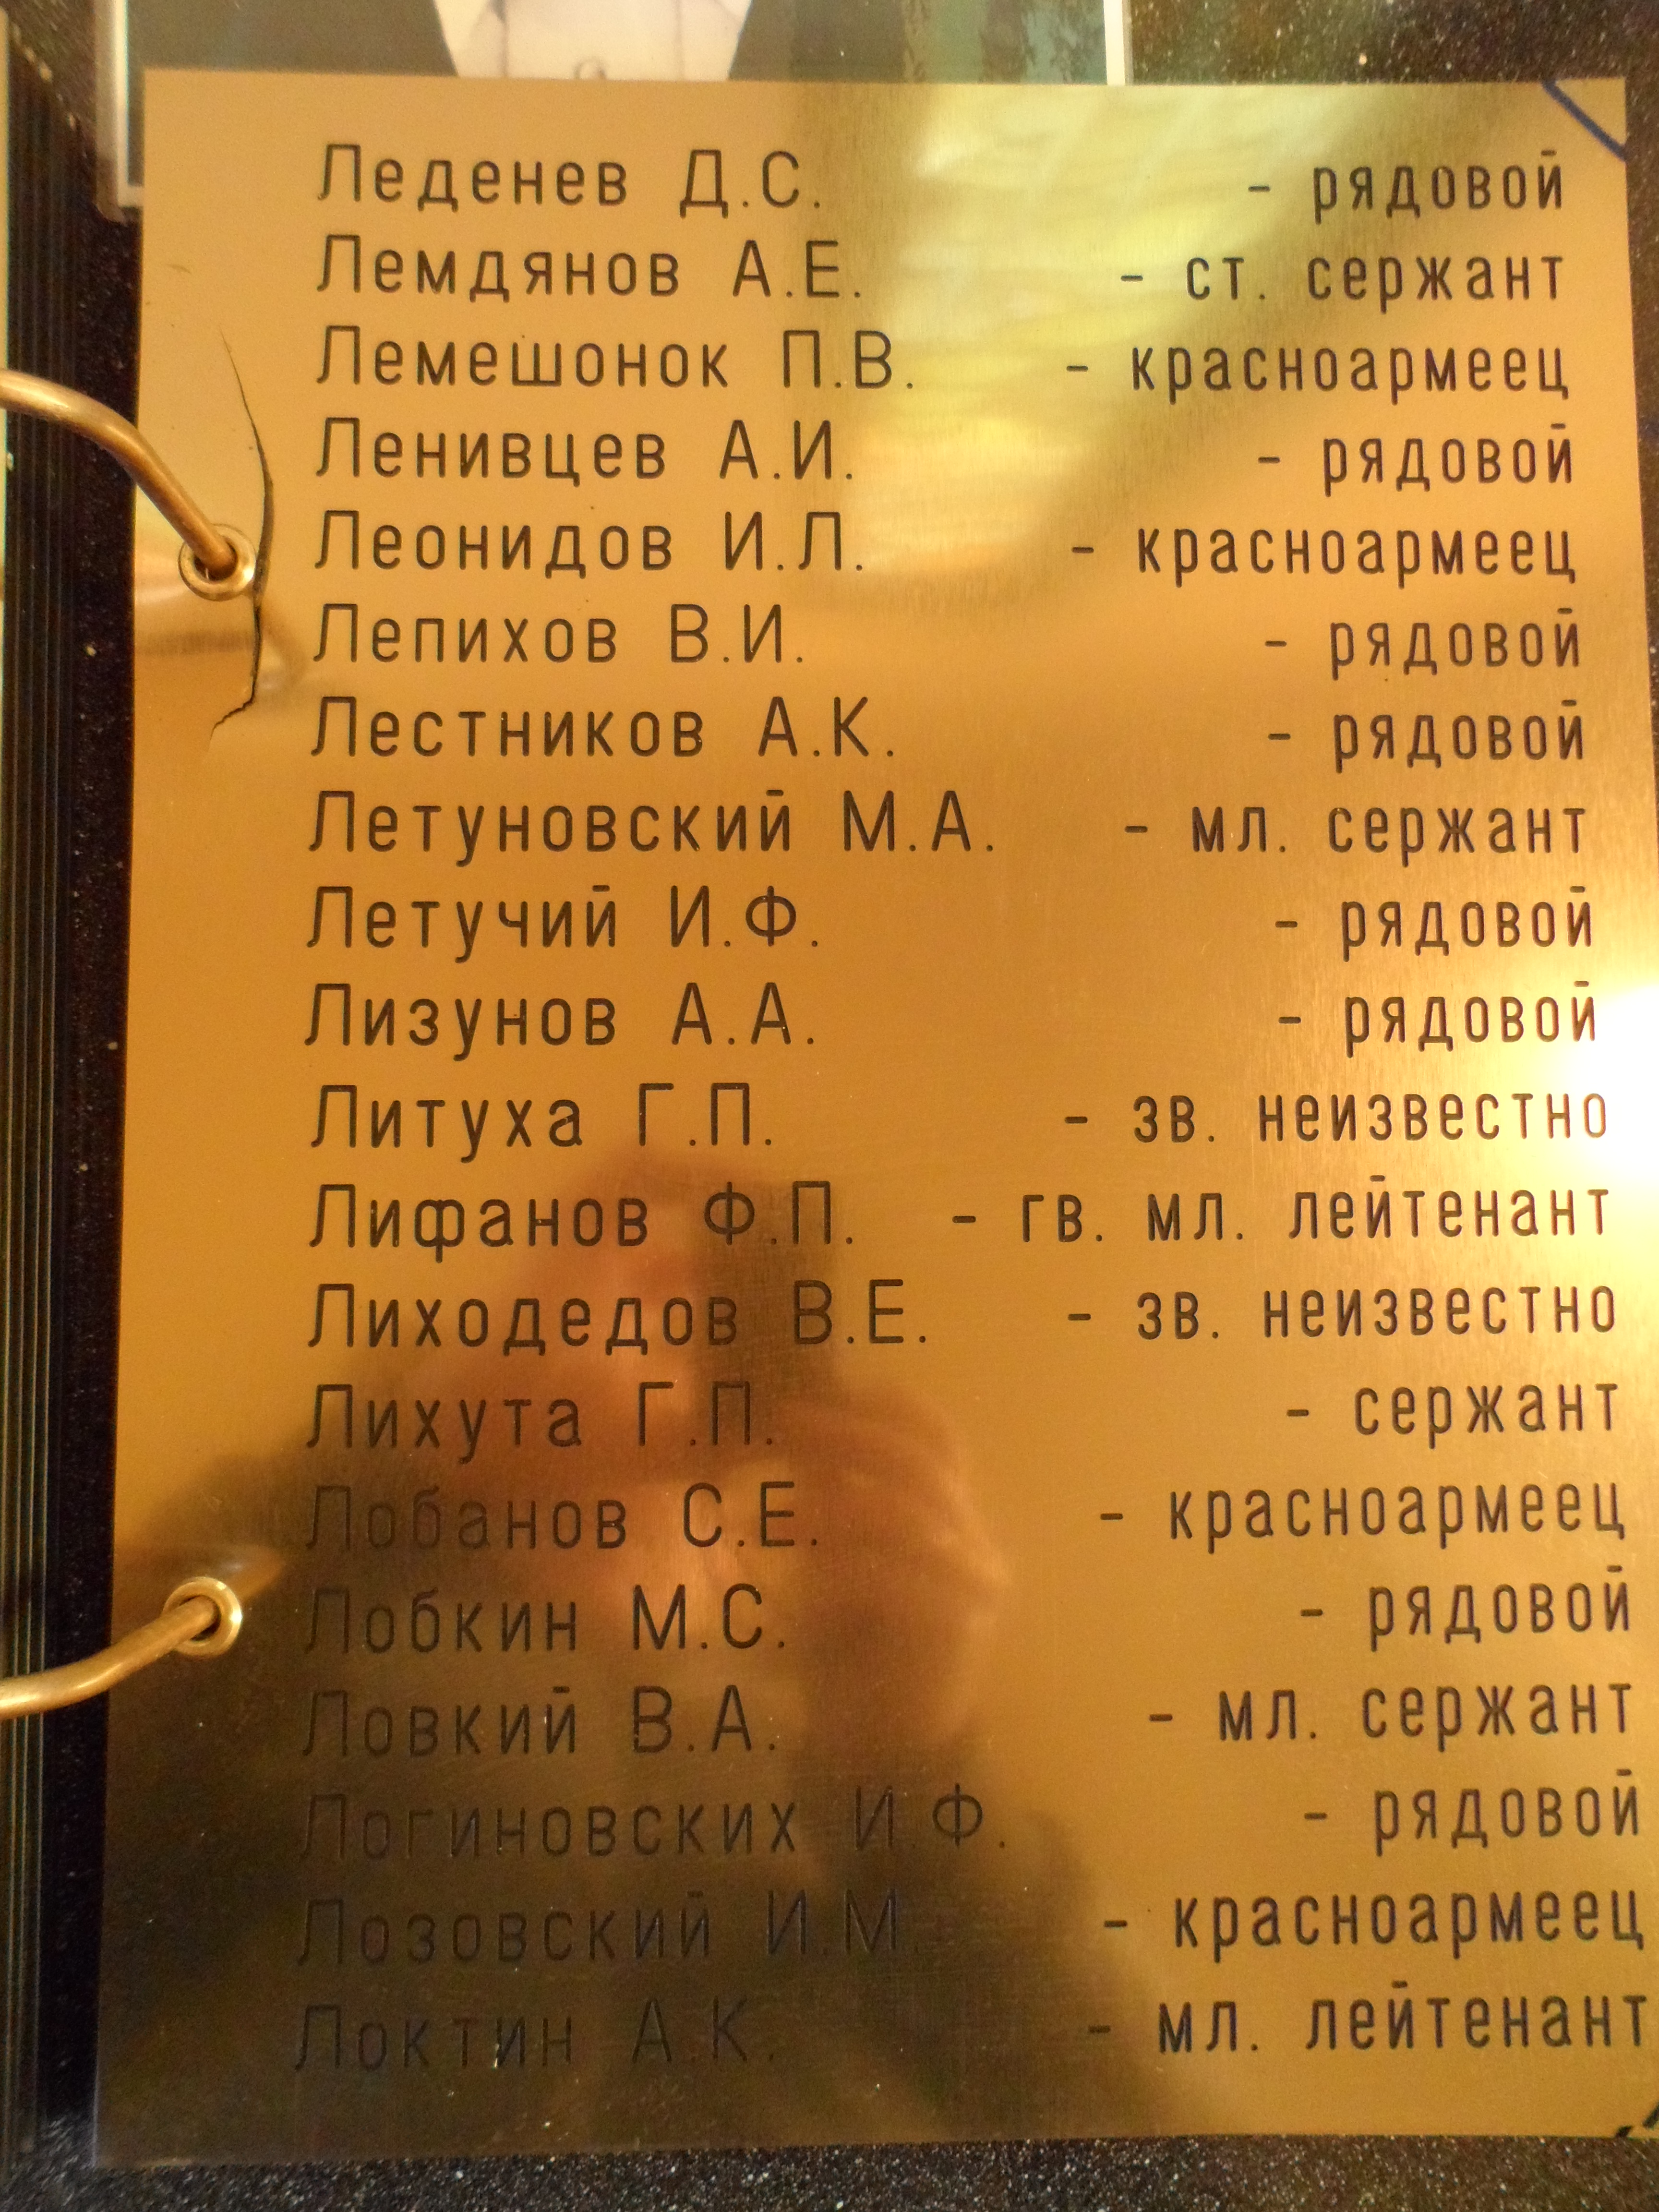 Леденев Д.С. - рядовой
Лемдянов А.Е. - ст. сержант
Лемешонок П.В. - красноармеец
Ленивцев А.И. - рядовой
Леонидов И.Л. - красноармеец
Лепихов В.И. - рядовой
Лестников А.К. - рядовой
Летуновский М.А. - мл. сержант
Летучий И.Ф. - рядовой
Лизунов А.А. - рядовой
Литуха Г.П. - зв. неизвестно
Лифанов Ф.П. - гв. мл. лейтенант
Лиходедов В.Е. - зв. неизвестно
Лихута Г.П. - сержант
Лобанов С.Е. - красноармеец
Лобкин М.С. - рядовой
Ловкий В.А. - мл. сержант
Логиновских И.Ф. - рядовой
Лозовский И.М. - красноармеец
Локтин А.К. - мл. лейтенант